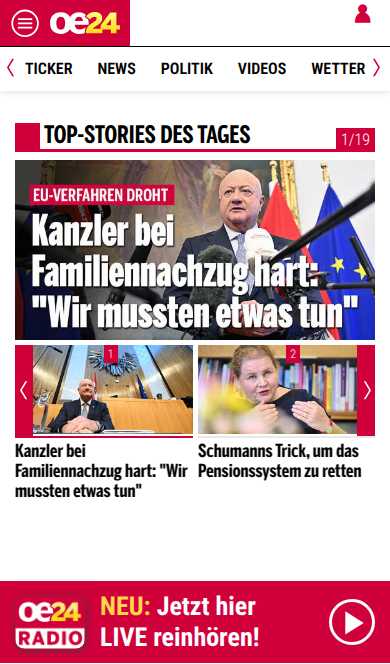 oe24
TICKER NEWS POLITIK VIDEOS WETTER
TOP-STORIES DES TAGES
1/19
EU-VERFAHREN DROHT
Kanzler bei
Familiennachzug hart:
"Wir mussten etwas tun"
1
2
Kanzler bei
Familiennachzug hart: "Wir
mussten etwas tun"
Schumanns Trick, um das
Pensionssystem zu retten
oe24
RADIO
NEU: Jetzt hier
LIVE reinhören!